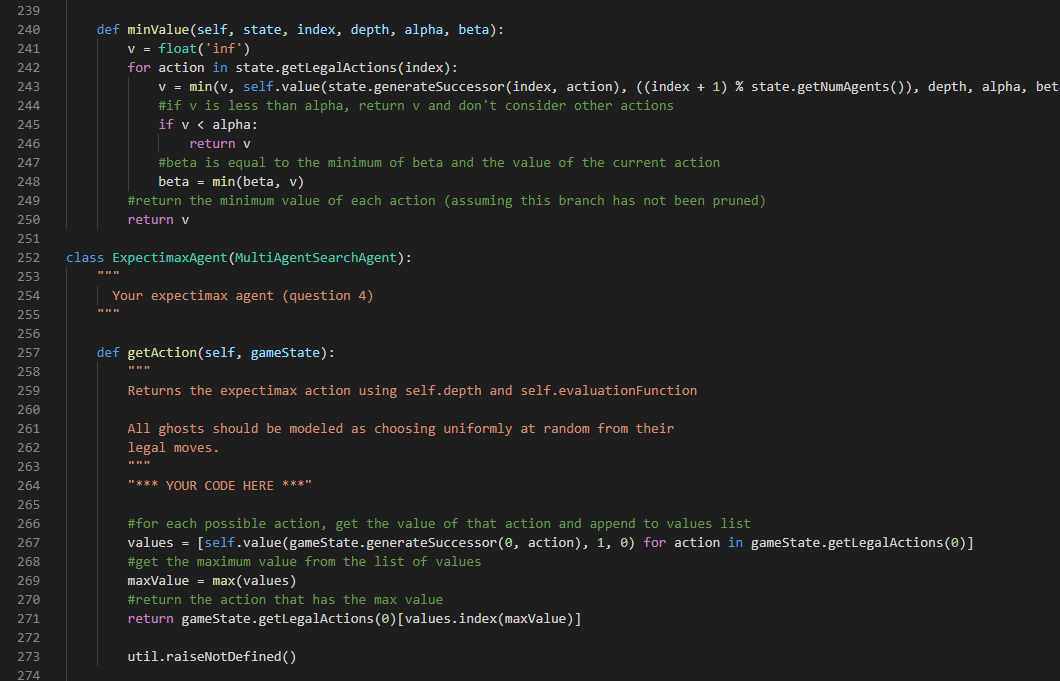 239
240 def minValue(self, state, index, depth, alpha, beta):
241 v = float('inf')
242 for action in state.getLegalActions(index):
243 v = min(v, self.value(state.generateSuccessor(index, action), ((index + 1) % state.getNumAgents()), depth, alpha, bet
244 #if v is less than alpha, return v and don't consider other actions
245 if v < alpha:
246 return v
247 #beta is equal to the minimum of beta and the value of the current action
248 beta = min(beta, v)
249 #return the minimum value of each action (assuming this branch has not been pruned)
250 return v
251
252 class ExpectimaxAgent(MultiAgentSearchAgent):
253 """
254 Your expectimax agent (question 4)
255 """
256
257 def getAction(self, gameState):
258 """
259 Returns the expectimax action using self.depth and self.evaluationFunction
260
261 All ghosts should be modeled as choosing uniformly at random from their
262 legal moves.
263 """
264 "*** YOUR CODE HERE ***"
265
266 #for each possible action, get the value of that action and append to values list
267 values = [self.value(gameState.generateSuccessor(0, action), 1, 0) for action in gameState.getLegalActions(0)]
268 #get the maximum value from the list of values
269 maxValue = max(values)
270 #return the action that has the max value
271 return gameState.getLegalActions(0)[values.index(maxValue)]
272
273 util.raiseNotDefined()
274